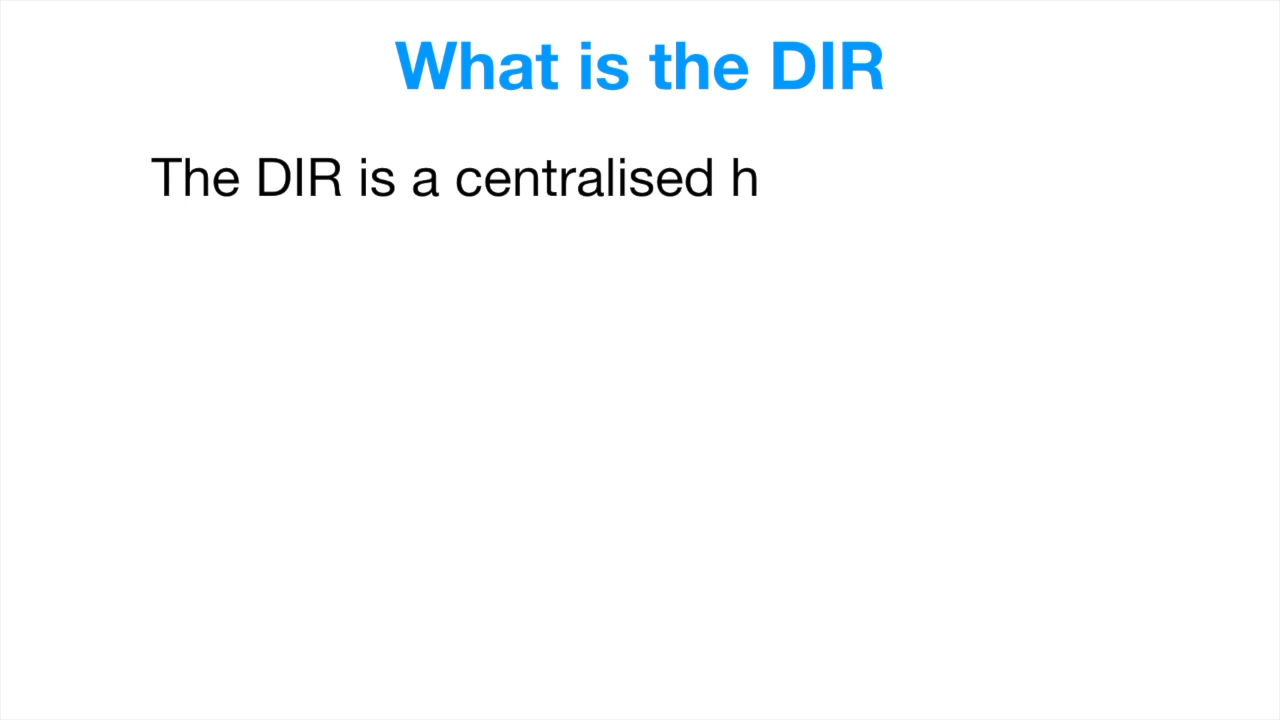 What is the DIR
The DIR is a centralised h